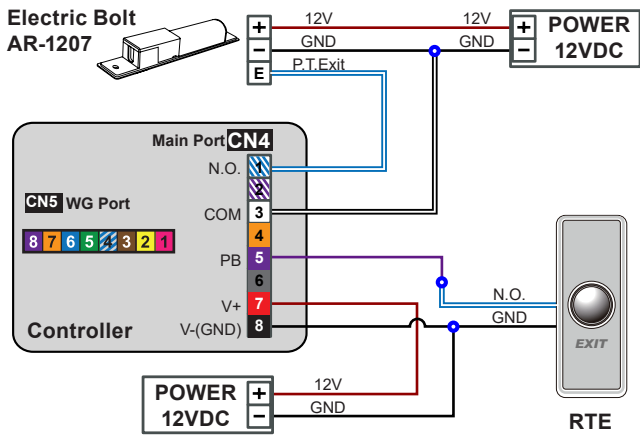 Electric Bolt
AR-1207
+
−
E
12V
GND
P.T.Exit
12V
GND
+
−
POWER
12VDC
Main Port CN4
N.O. 1
2
COM 3
4
PB 5
6
V+ 7
V-(GND) 8
CN5 WG Port
8 7 6 5 4 3 2 1
Controller
N.O.
GND
EXIT
RTE
POWER
12VDC
+
−
12V
GND